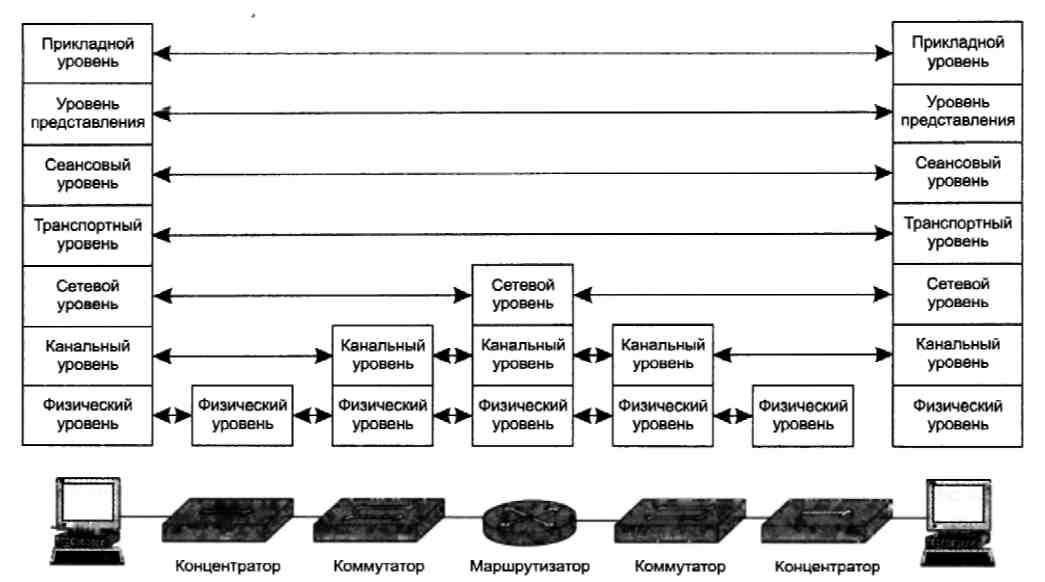 Прикладной
уровень
Прикладной
уровень
Уровень
представления
Уровень
представления
Сеансовый
уровень
Сеансовый
уровень
Транспортный
уровень
Транспортный
уровень
Сетевой
уровень
Сетевой
уровень
Сетевой
уровень
Канальный
уровень
Канальный
уровень
Канальный
уровень
Канальный
уровень
Канальный
уровень
Физический
уровень
Физический
уровень
Физический
уровень
Физический
уровень
Физический
уровень
Физический
уровень
Физический
уровень
Концентратор
Коммутатор
Маршрутизатор
Коммутатор
Концентратор